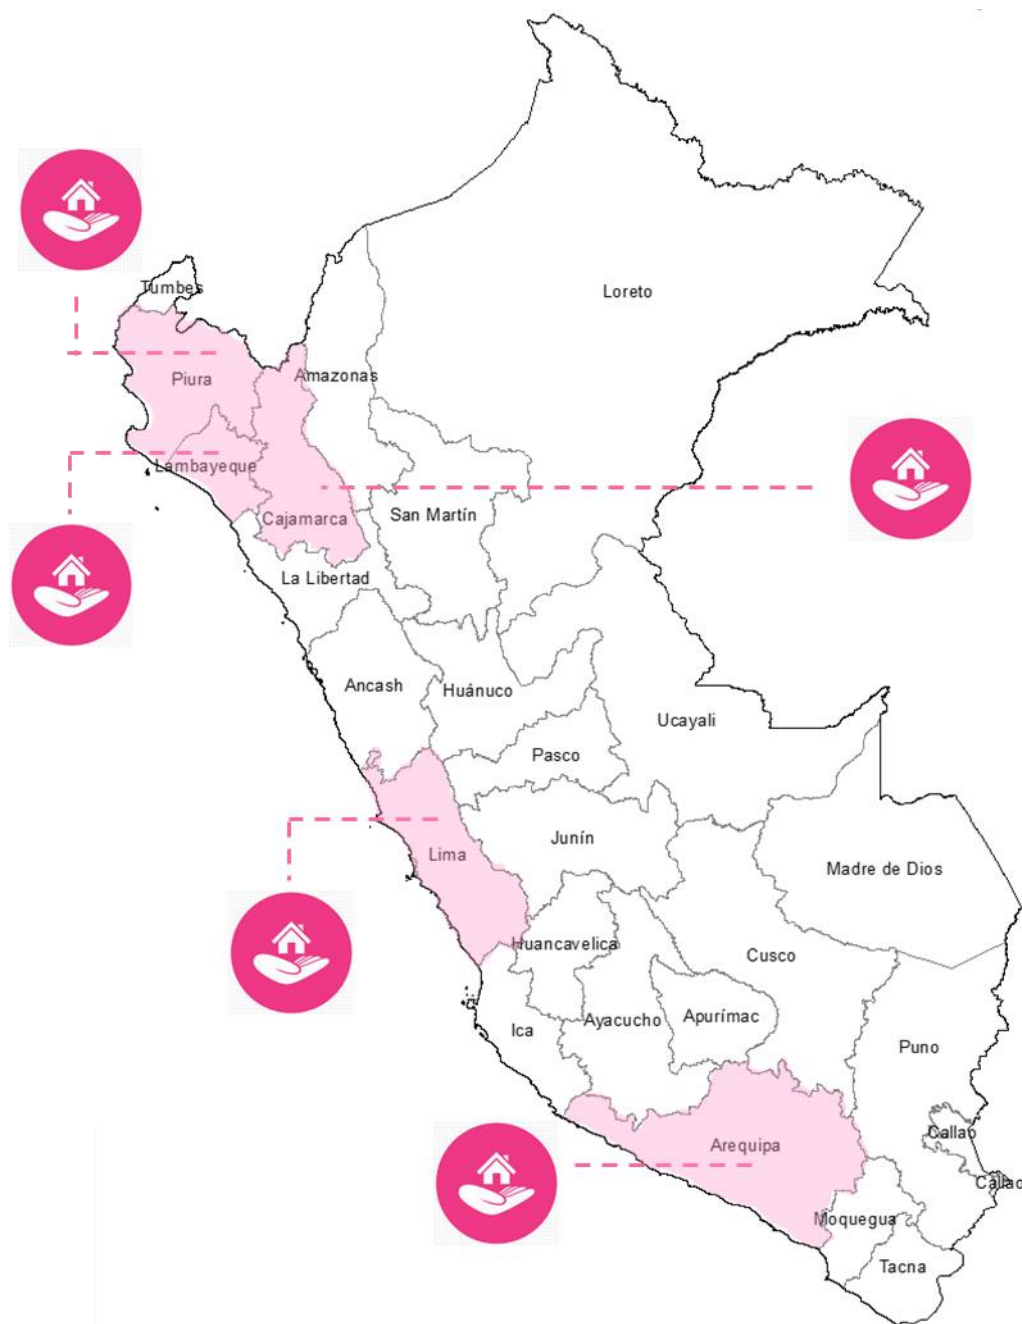 Tumbes
Loreto
Piura
Amazonas
Lambayeque
Cajamarca
San Martín
La Libertad
Ancash
Huánuco
Ucayali
Pasco
Junín
Lima
Madre de Dios
Huancavelica
Cusco
Ica
Ayacucho
Apurímac
Puno
Callao
Arequipa
Callao
Moquegua
Tacna